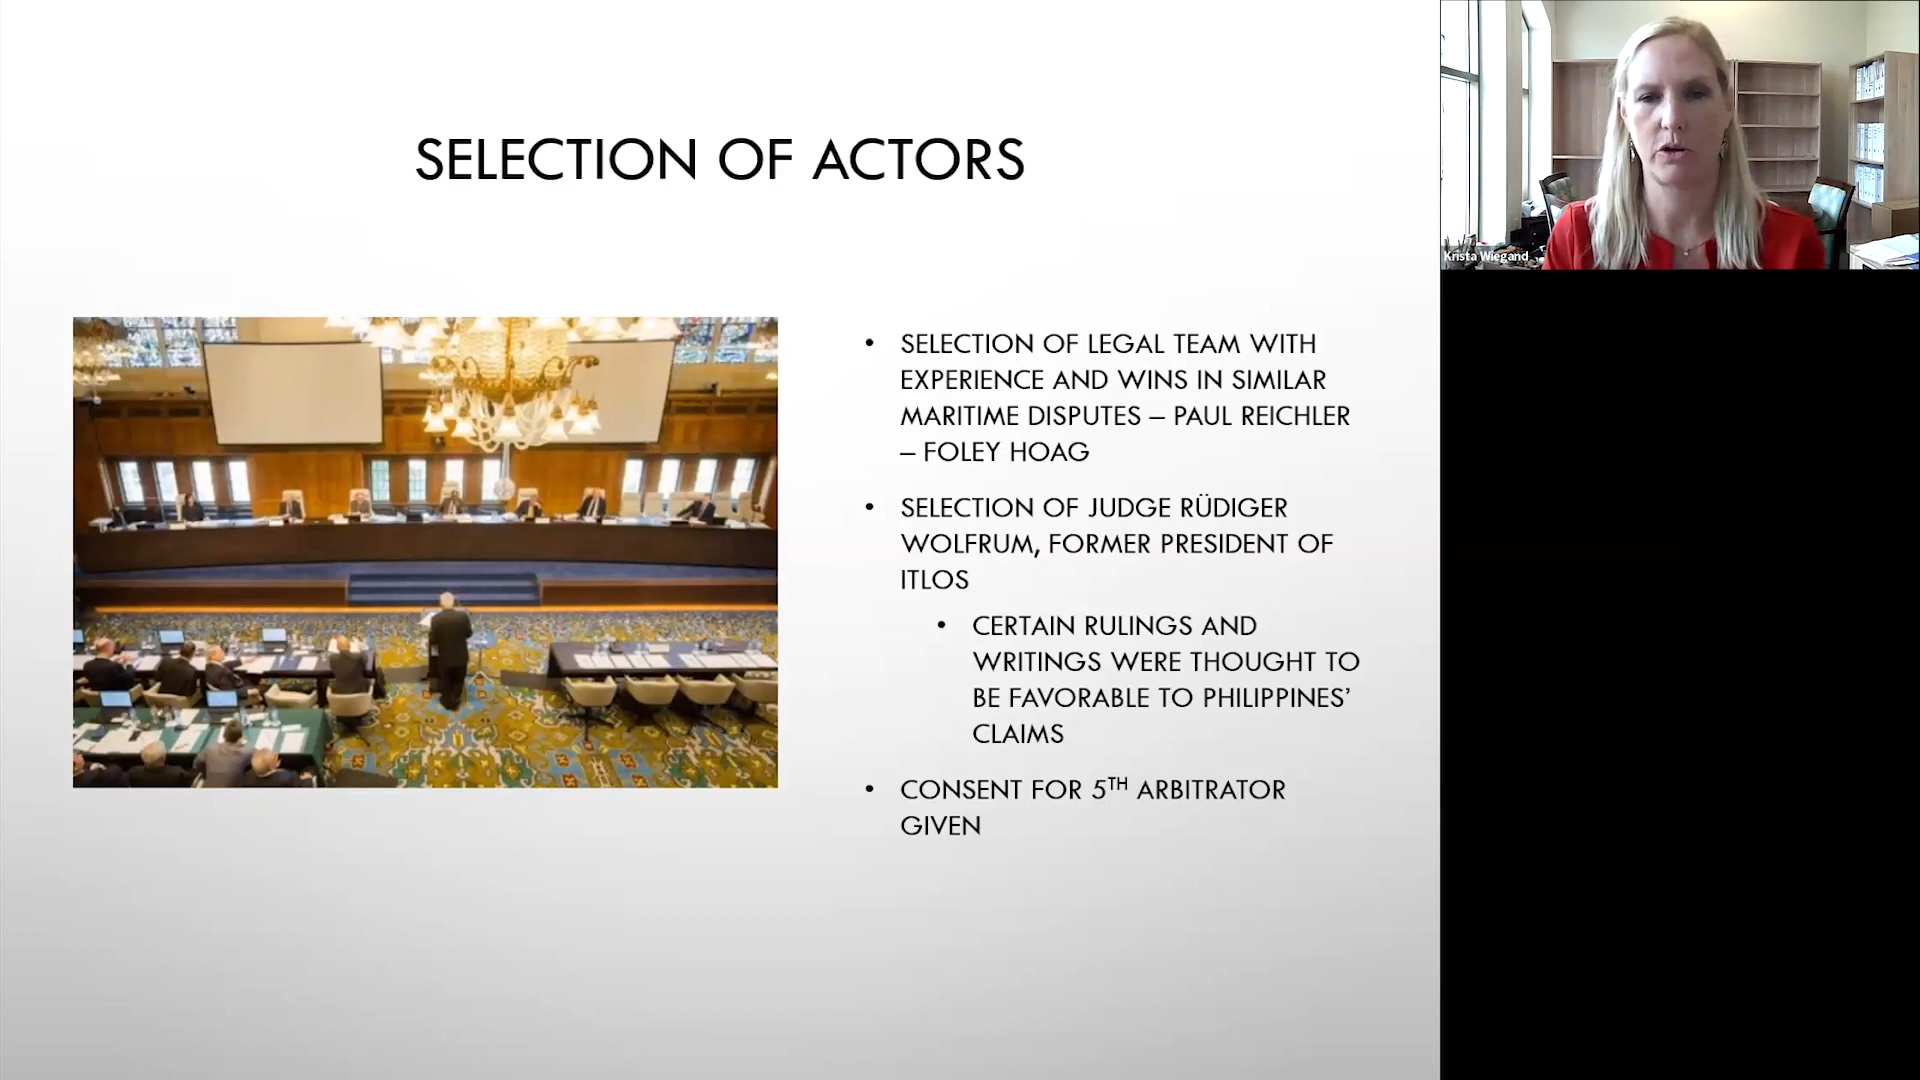 SELECTION OF ACTORS
• SELECTION OF LEGAL TEAM WITH
EXPERIENCE AND WINS IN SIMILAR
MARITIME DISPUTES – PAUL REICHLER
– FOLEY HOAG
• SELECTION OF JUDGE RÜDIGER
WOLFRUM, FORMER PRESIDENT OF
ITLOS
• CERTAIN RULINGS AND
WRITINGS WERE THOUGHT TO
BE FAVORABLE TO PHILIPPINES’
CLAIMS
• CONSENT FOR 5TH ARBITRATOR
GIVEN
Krista Wiegand